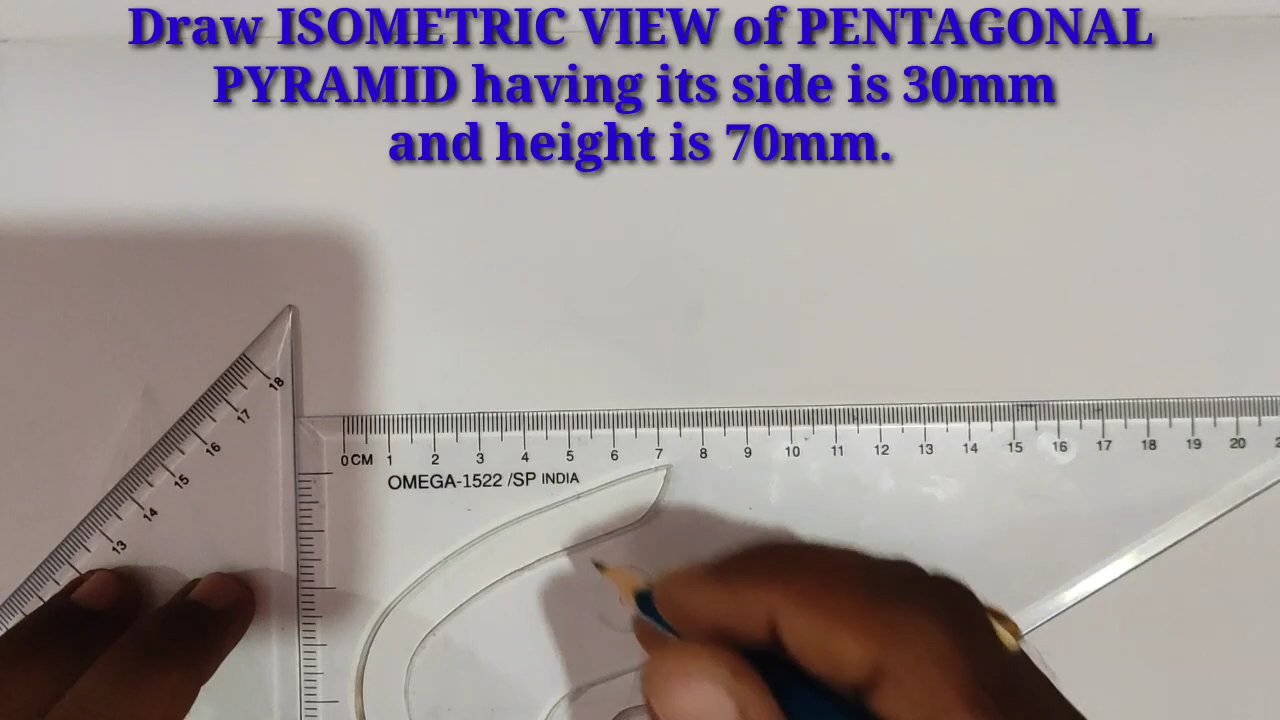 Draw ISOMETRIC VIEW of PENTAGONAL
PYRAMID having its side is 30mm
and height is 70mm.
18
17
16
15
14
13
0CM 1 2 3 4 5 6 7 8 9 10 11 12 13 14 15 16 17 18 19 20
OMEGA-1522 /SP INDIA